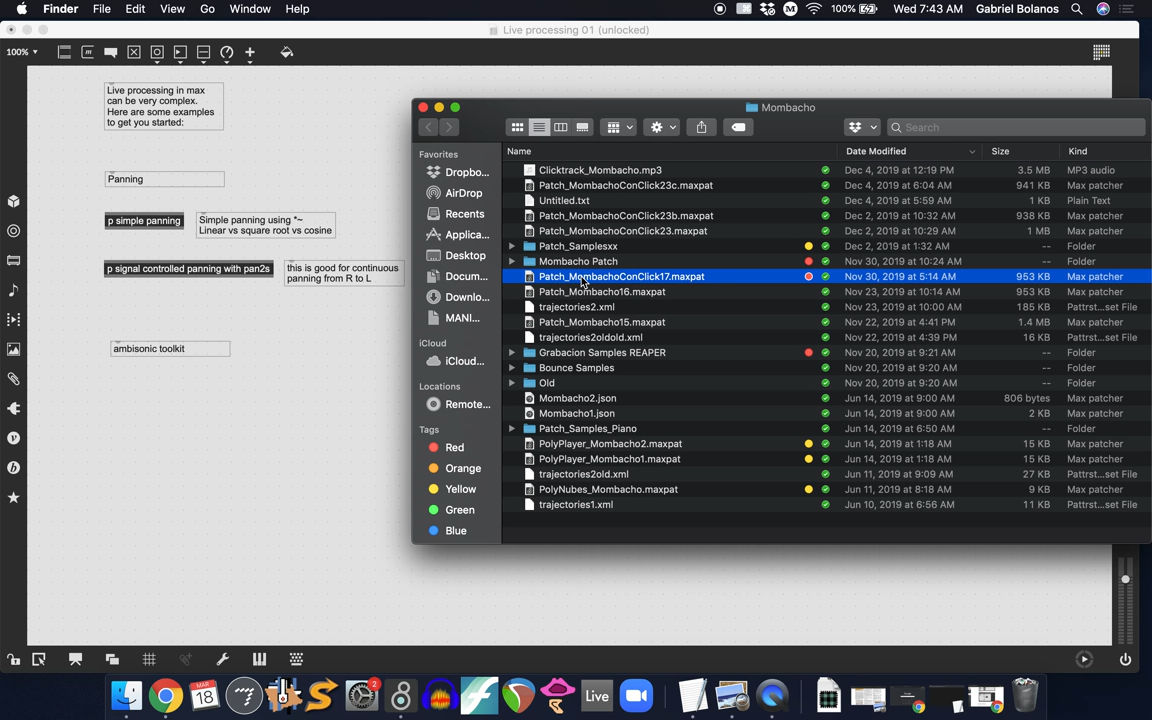 Finder File Edit View Go Window Help 100% Wed 7:43 AM Gabriel Bolanos
Live processing 01 (unlocked)
100%
Live processing in max
can be very complex.
Here are some examples
to get you started:
Panning
p simple panning
Simple panning using *~
Linear vs square root vs cosine
p signal controlled panning with pan2s
this is good for continuous
panning from R to L
ambisonic toolkit
Mombacho
Search
Favorites
Dropbo...
AirDrop
Recents
Applica...
Desktop
Docum...
Downlo...
MANI...
iCloud
iCloud...
Locations
Remote...
Tags
Red
Orange
Yellow
Green
Blue
Name Date Modified Size Kind
Clicktrack_Mombacho.mp3 Dec 4, 2019 at 12:19 PM 3.5 MB MP3 audio
Patch_MombachoConClick23c.maxpat Dec 4, 2019 at 6:04 AM 941 KB Max patcher
Untitled.txt Dec 4, 2019 at 5:59 AM 1 KB Plain Text
Patch_MombachoConClick23b.maxpat Dec 2, 2019 at 10:32 AM 938 KB Max patcher
Patch_MombachoConClick23.maxpat Dec 2, 2019 at 10:29 AM 1 MB Max patcher
Patch_Samplesxx Dec 2, 2019 at 1:32 AM -- Folder
Mombacho Patch Nov 30, 2019 at 10:24 AM -- Folder
Patch_MombachoConClick17.maxpat Nov 30, 2019 at 5:14 AM 953 KB Max patcher
Patch_Mombacho16.maxpat Nov 23, 2019 at 10:14 AM 953 KB Max patcher
trajectories2.xml Nov 23, 2019 at 10:00 AM 185 KB Pattrst...set File
Patch_Mombacho15.maxpat Nov 22, 2019 at 4:41 PM 1.4 MB Max patcher
trajectories2oldold.xml Nov 22, 2019 at 4:39 PM 16 KB Pattrst...set File
Grabacion Samples REAPER Nov 20, 2019 at 9:21 AM -- Folder
Bounce Samples Nov 20, 2019 at 9:20 AM -- Folder
Old Nov 20, 2019 at 9:20 AM -- Folder
Mombacho2.json Jun 14, 2019 at 9:00 AM 806 bytes Max patcher
Mombacho1.json Jun 14, 2019 at 9:00 AM 2 KB Max patcher
Patch_Samples_Piano Jun 14, 2019 at 6:50 AM -- Folder
PolyPlayer_Mombacho2.maxpat Jun 14, 2019 at 1:18 AM 15 KB Max patcher
PolyPlayer_Mombacho1.maxpat Jun 14, 2019 at 1:18 AM 15 KB Max patcher
trajectories2old.xml Jun 11, 2019 at 9:09 AM 27 KB Pattrst...set File
PolyNubes_Mombacho.maxpat Jun 11, 2019 at 8:18 AM 9 KB Max patcher
trajectories1.xml Jun 10, 2019 at 6:56 AM 11 KB Pattrst...set File
MAR
18
2
Live